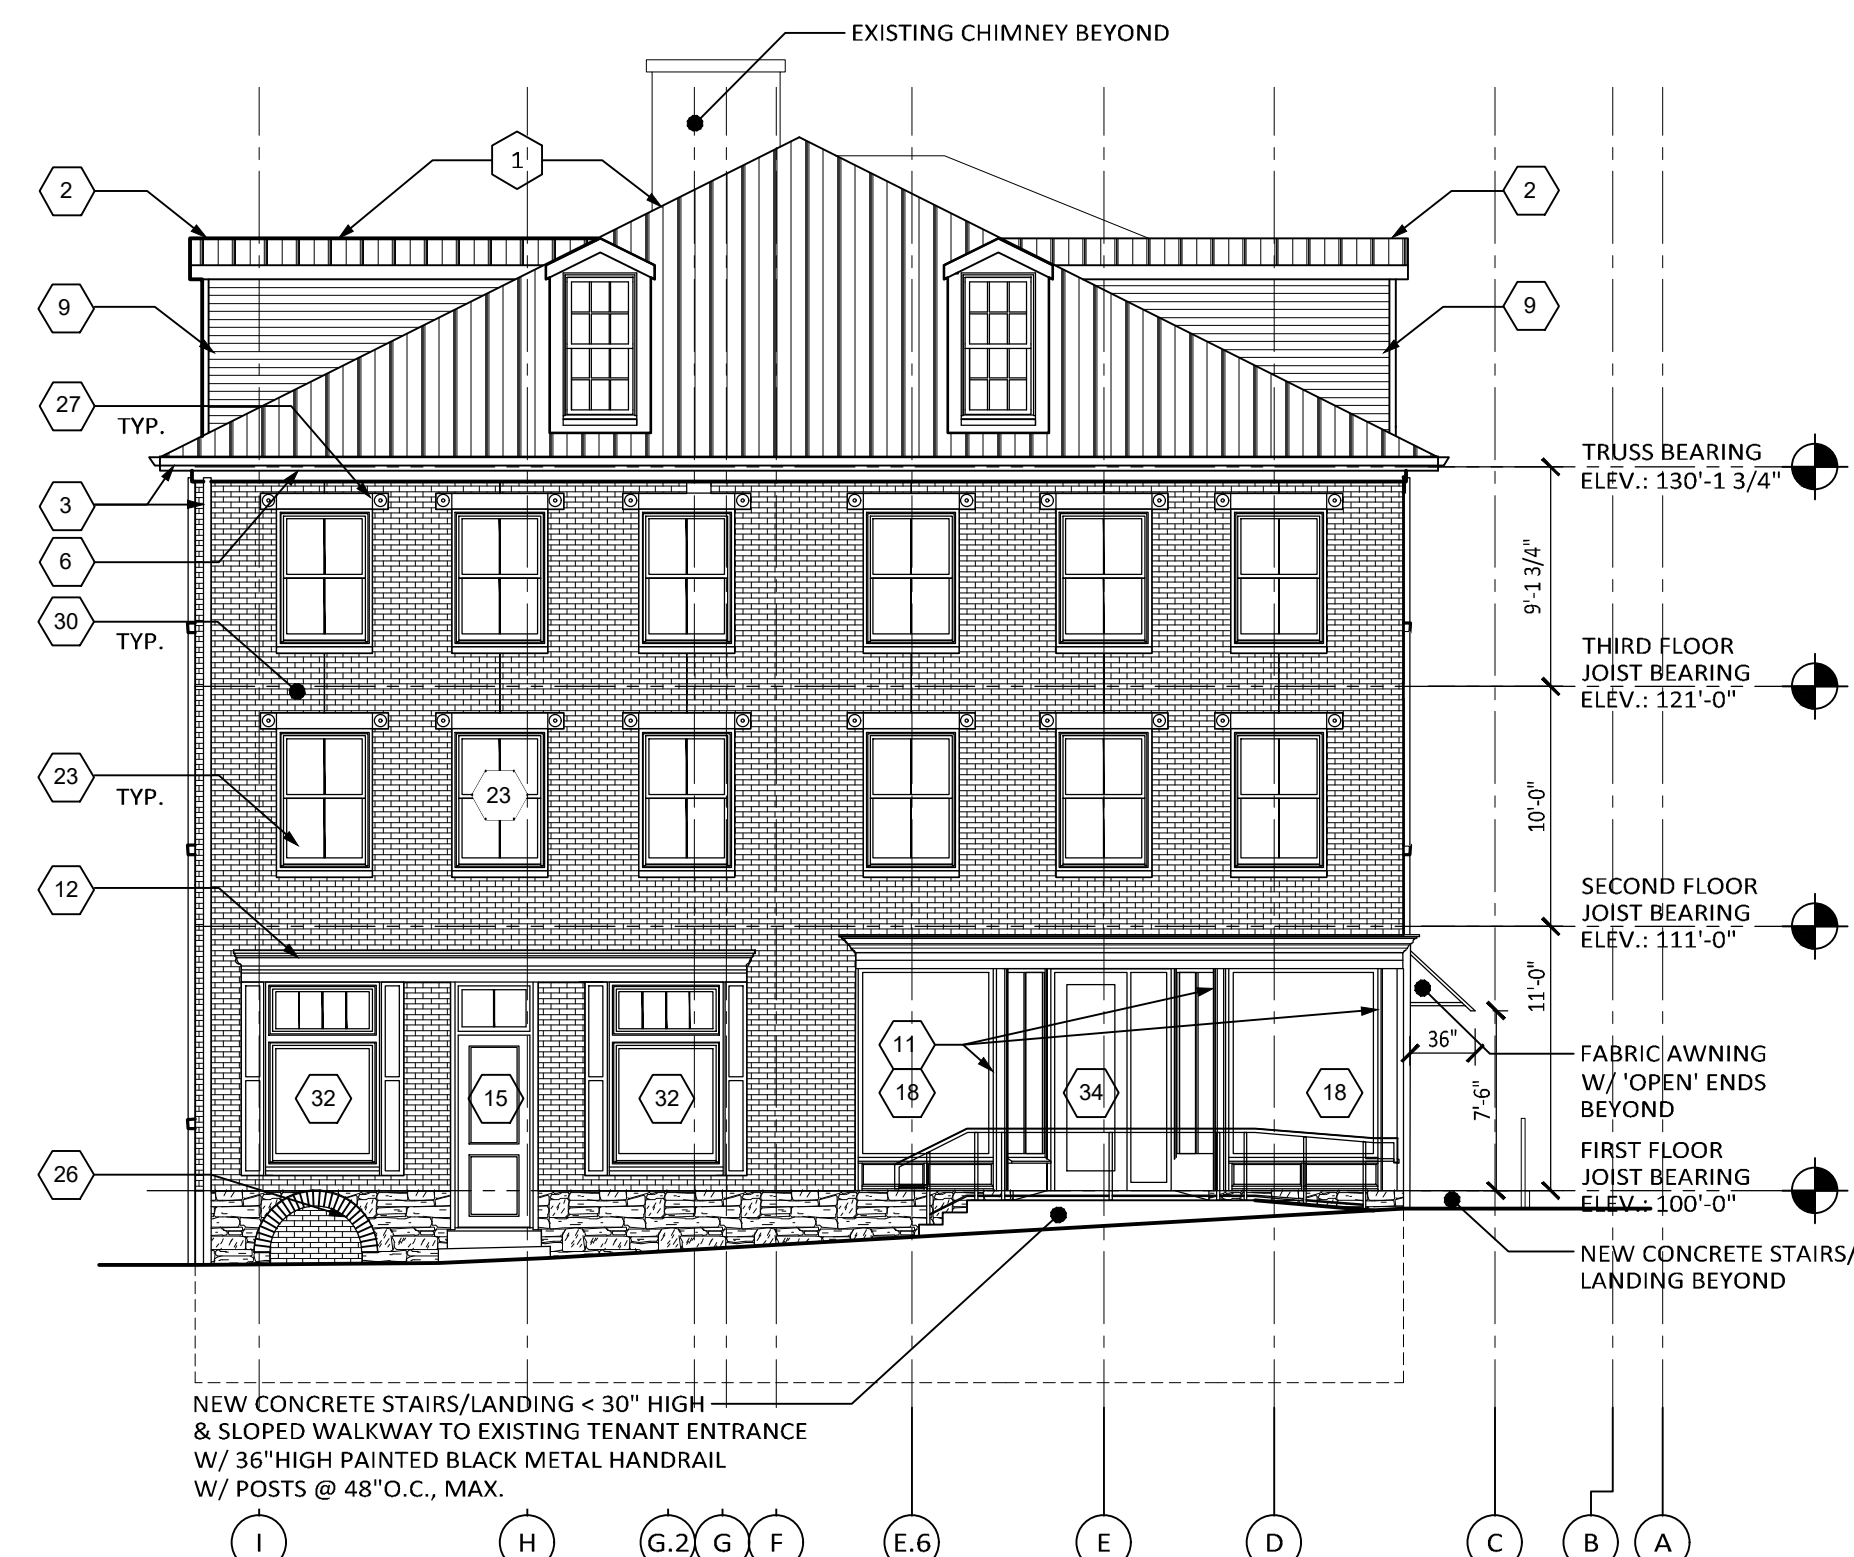 EXISTING CHIMNEY BEYOND
1
2
2
9
9
27
TYP.
3
6
30
TYP.
23
TYP.
23
12
TRUSS BEARING
ELEV.: 130'-1 3/4"
9'-1 3/4"
THIRD FLOOR
JOIST BEARING
ELEV.: 121'-0"
10'-0"
SECOND FLOOR
JOIST BEARING
ELEV.: 111'-0"
11'-0"
36"
7'-6"
FABRIC AWNING
W/ 'OPEN' ENDS
BEYOND
11
18
34
18
32
15
32
26
FIRST FLOOR
JOIST BEARING
ELEV.: 100'-0"
NEW CONCRETE STAIRS/
LANDING BEYOND
NEW CONCRETE STAIRS/LANDING < 30" HIGH
& SLOPED WALKWAY TO EXISTING TENANT ENTRANCE
W/ 36"HIGH PAINTED BLACK METAL HANDRAIL
W/ POSTS @ 48"O.C., MAX.
I
H
G.2
G
F
E.6
E
D
C
B
A